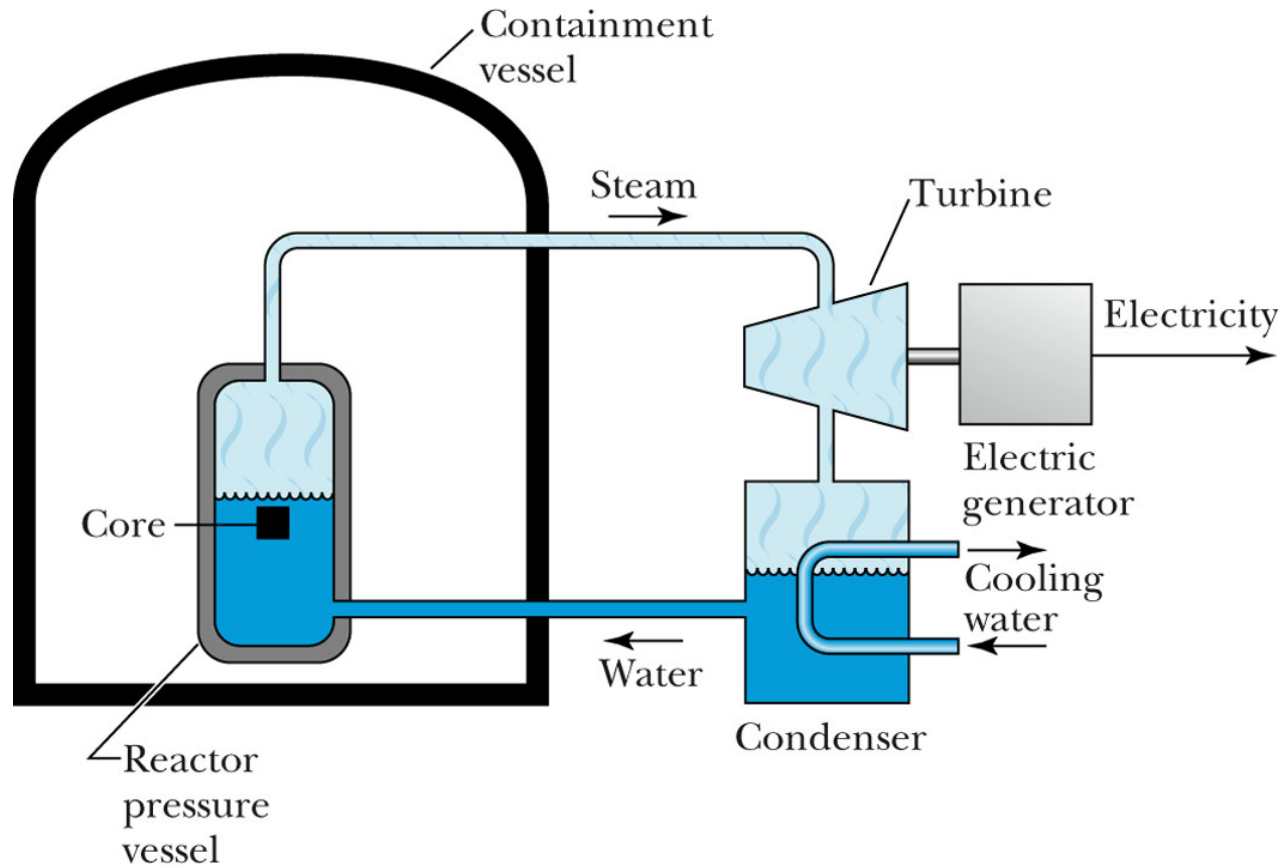 Containment
vessel
Steam
Turbine
Electricity
Electric
generator
Core
Cooling
water
Water
Condenser
Reactor
pressure
vessel